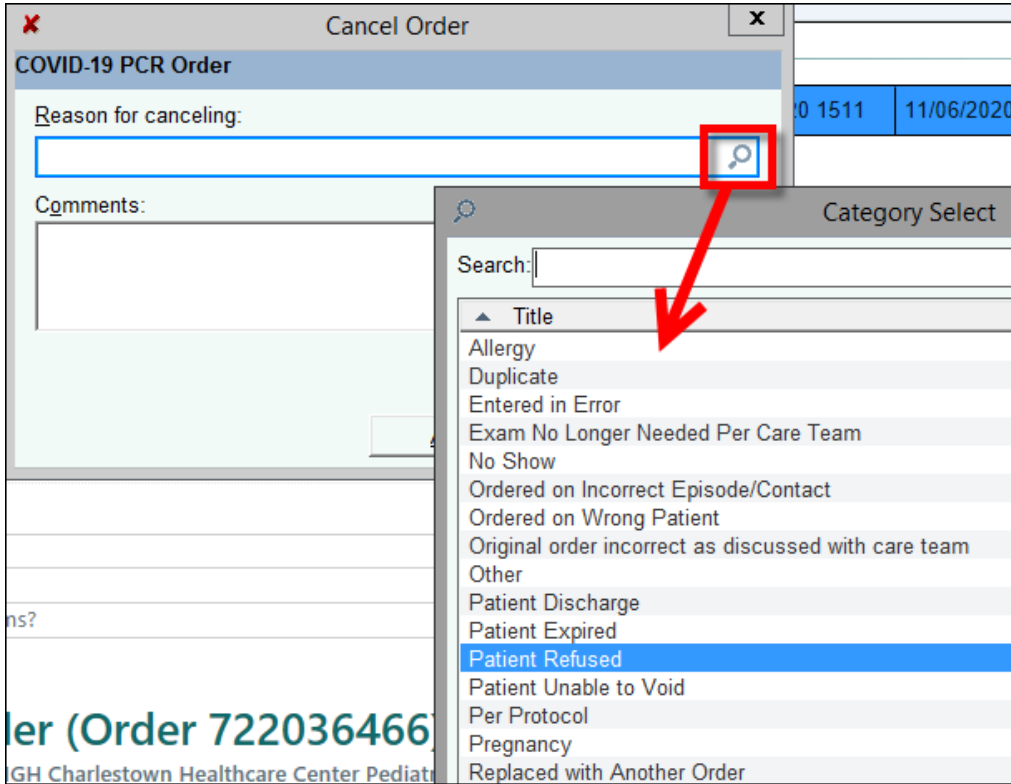 Cancel Order
x
COVID-19 PCR Order
Reason for canceling:
1511 11/06/2020
Comments:
Category Select
Search:
Title
Allergy
Duplicate
Entered in Error
Exam No Longer Needed Per Care Team
No Show
Ordered on Incorrect Episode/Contact
Ordered on Wrong Patient
Original order incorrect as discussed with care team
Other
Patient Discharge
Patient Expired
Patient Refused
Patient Unable to Void
Per Protocol
Pregnancy
Replaced with Another Order
ns?
ler (Order 722036466)
IGH Charlestown Healthcare Center Pediatr